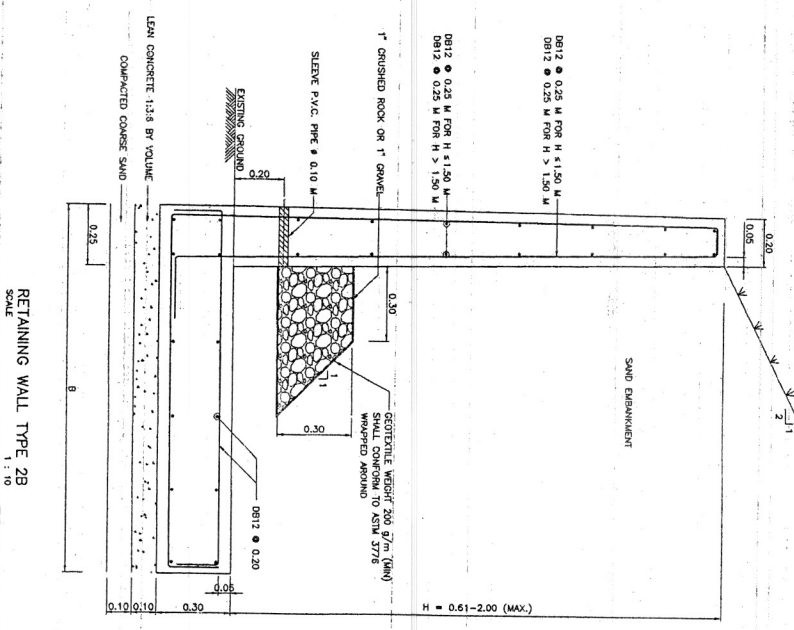 DB12 @ 0.25 M FOR H ≤1.50 M
DB12 @ 0.25 M FOR H > 1.50 M
DB12 @ 0.25 M FOR H ≤ 1.50 M
DB12 @ 0.25 M FOR H > 1.50 M
1" CRUSHED ROCK OR 1" GRAVEL
SLEEVE P.V.C. PIPE ø 0.10 M
EXISTING GROUND
0.20
LEAN CONCRETE 1:3:6 BY VOLUME
COMPACTED COARSE SAND
0.20
0.05
1
2
SAND EMBANKMENT
0.30
1
1
0.30
GEOTEXTILE WEIGHT 200 g/m (MIN)
SHALL CONFORM TO ASTM 3776
WRAPPED AROUND
DB12 @ 0.20
0.25
B
0.05
0.10
0.10
0.30
H = 0.61-2.00 (MAX.)
RETAINING WALL TYPE 2B
SCALE 1 : 10